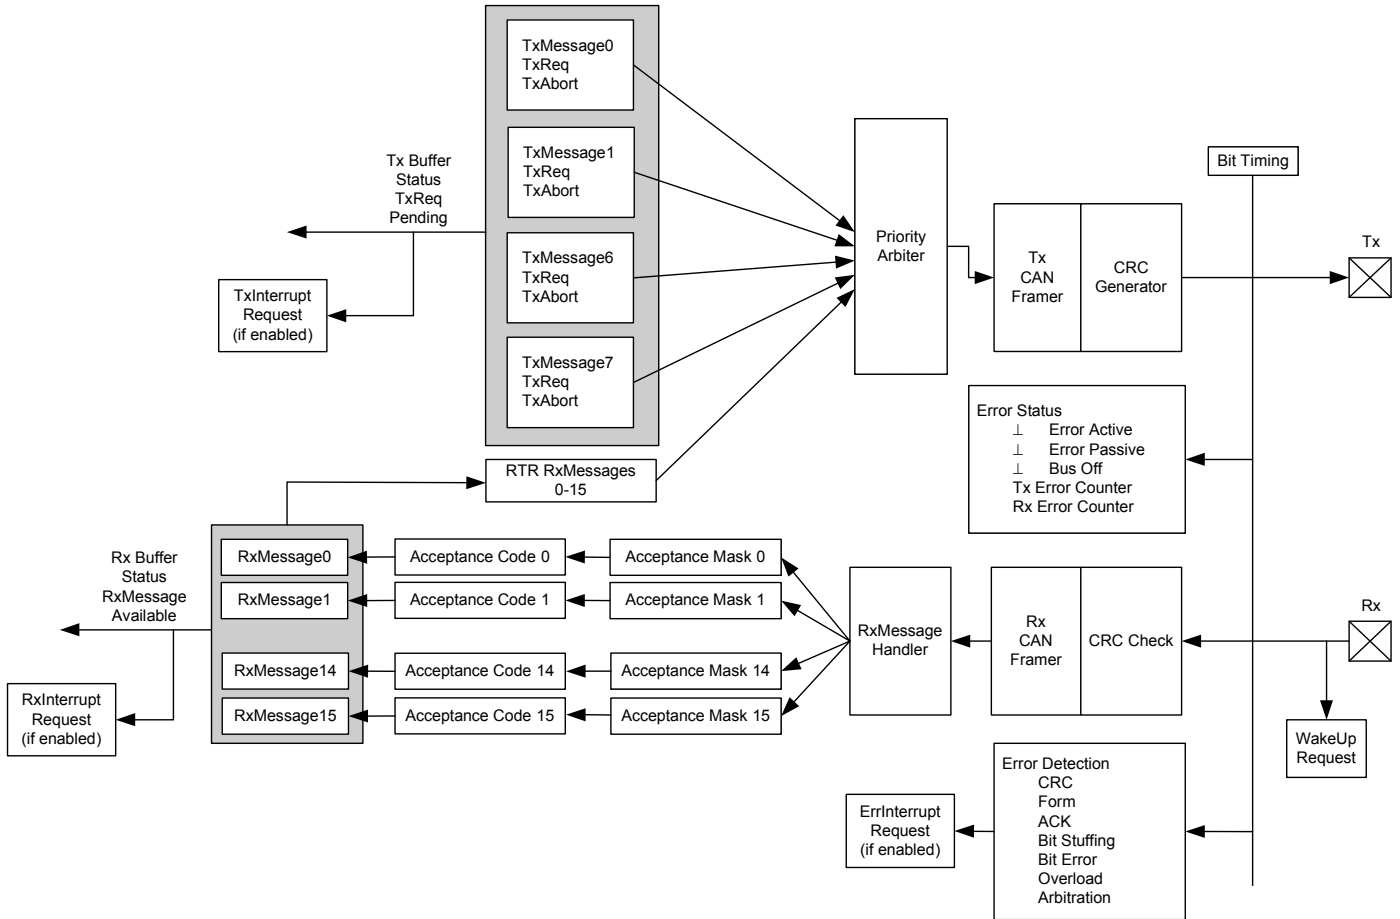 TxMessage0
TxReq
TxAbort
TxMessage1
TxReq
TxAbort
TxMessage6
TxReq
TxAbort
TxMessage7
TxReq
TxAbort
Tx Buffer
Status
TxReq
Pending
TxInterrupt
Request
(if enabled)
Priority
Arbiter
Tx
CAN
Framer
CRC
Generator
Bit Timing
Tx
Error Status
⊥ Error Active
⊥ Error Passive
⊥ Bus Off
Tx Error Counter
Rx Error Counter
RTR RxMessages
0-15
Rx Buffer
Status
RxMessage
Available
RxInterrupt
Request
(if enabled)
RxMessage0
Acceptance Code 0
Acceptance Mask 0
RxMessage1
Acceptance Code 1
Acceptance Mask 1
RxMessage14
Acceptance Code 14
Acceptance Mask 14
RxMessage15
Acceptance Code 15
Acceptance Mask 15
RxMessage
Handler
Rx
CAN
Framer
CRC Check
Rx
WakeUp
Request
ErrInterrupt
Request
(if enabled)
Error Detection
CRC
Form
ACK
Bit Stuffing
Bit Error
Overload
Arbitration